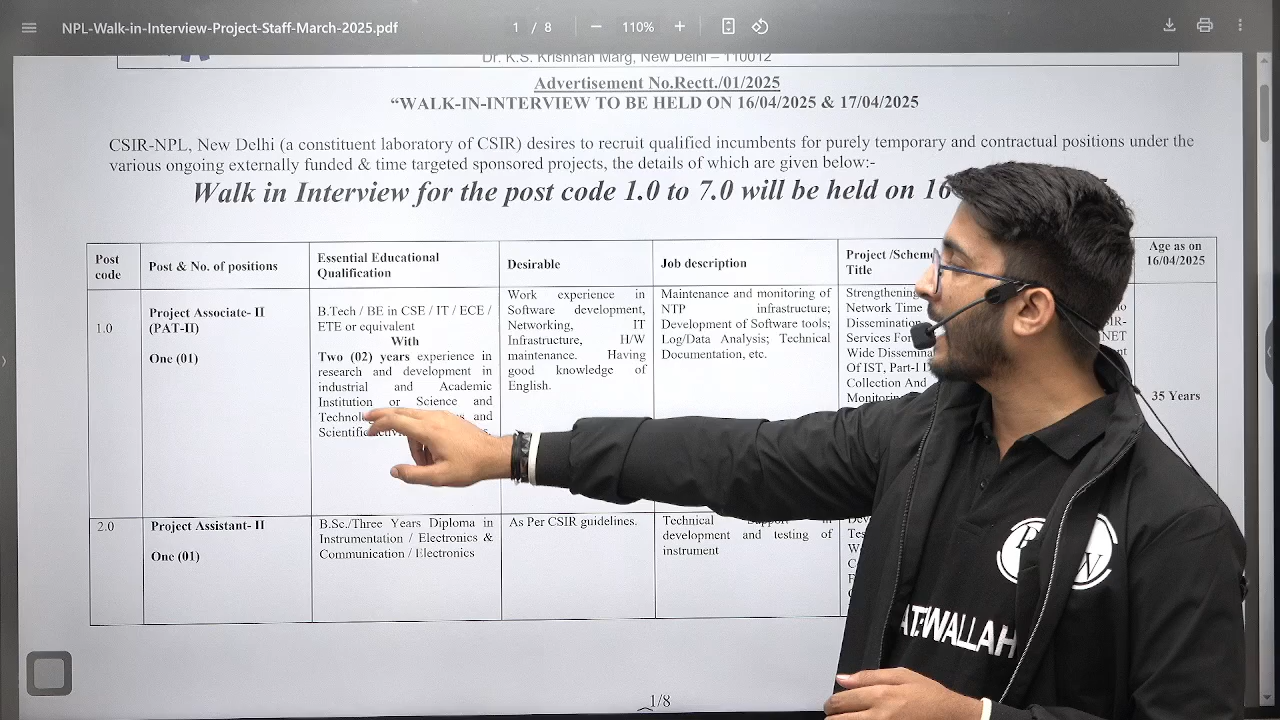 NPL-Walk-in-Interview-Project-Staff-March-2025.pdf
1 / 8
110%
Dr. K.S. Krishnan Marg, New Delhi – 110012
Advertisement No.Rectt./01/2025
“WALK-IN-INTERVIEW TO BE HELD ON 16/04/2025 & 17/04/2025
CSIR-NPL, New Delhi (a constituent laboratory of CSIR) desires to recruit qualified incumbents for purely temporary and contractual positions under the
various ongoing externally funded & time targeted sponsored projects, the details of which are given below:-
Walk in Interview for the post code 1.0 to 7.0 will be held on 16
Post
code
Post & No. of positions
Essential Educational
Qualification
Desirable
Job description
Project /Scheme
Title
Age as on
16/04/2025
1.0
Project Associate- II
(PAT-II)
One (01)
B.Tech / BE in CSE / IT / ECE /
ETE or equivalent
With
Two (02) years experience in
research and development in
industrial and Academic
Institution or Science and
and
Scientific
Work experience in
Software development,
Networking, IT
Infrastructure, H/W
maintenance. Having
good knowledge of
English.
Maintenance and monitoring of
NTP infrastructure;
Development of Software tools;
Log/Data Analysis; Technical
Documentation, etc.
Strengthening
Network Time
Dissemination
Services For
Wide
Of IST, Part-I
Collection And
35 Years
2.0
Project Assistant- II
One (01)
B.Sc./Three Years Diploma in
Instrumentation / Electronics &
Communication / Electronics
As Per CSIR guidelines.
Technical Support in
development and testing of
instrument
1/8
P W
WALLAH